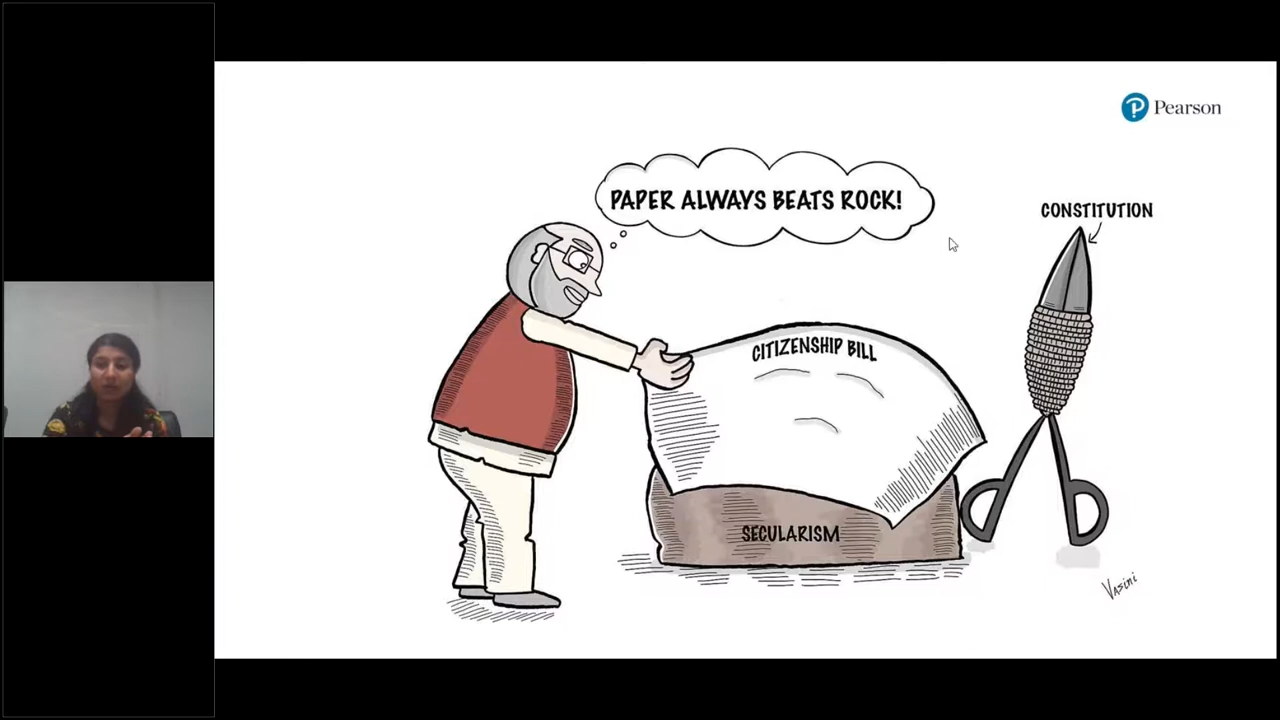 Pearson
PAPER ALWAYS BEATS ROCK!
CONSTITUTION
CITIZENSHIP BILL
SECULARISM
Vasini